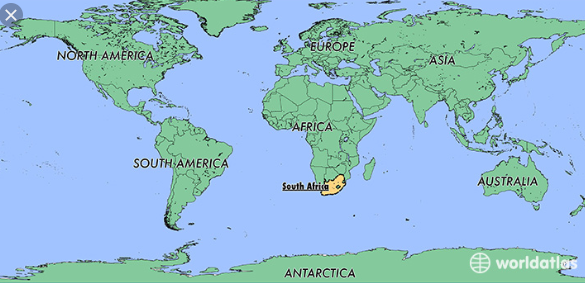 NORTH AMERICA
EUROPE
ASIA
AFRICA
SOUTH AMERICA
South Africa
AUSTRALIA
ANTARCTICA
worldatlas